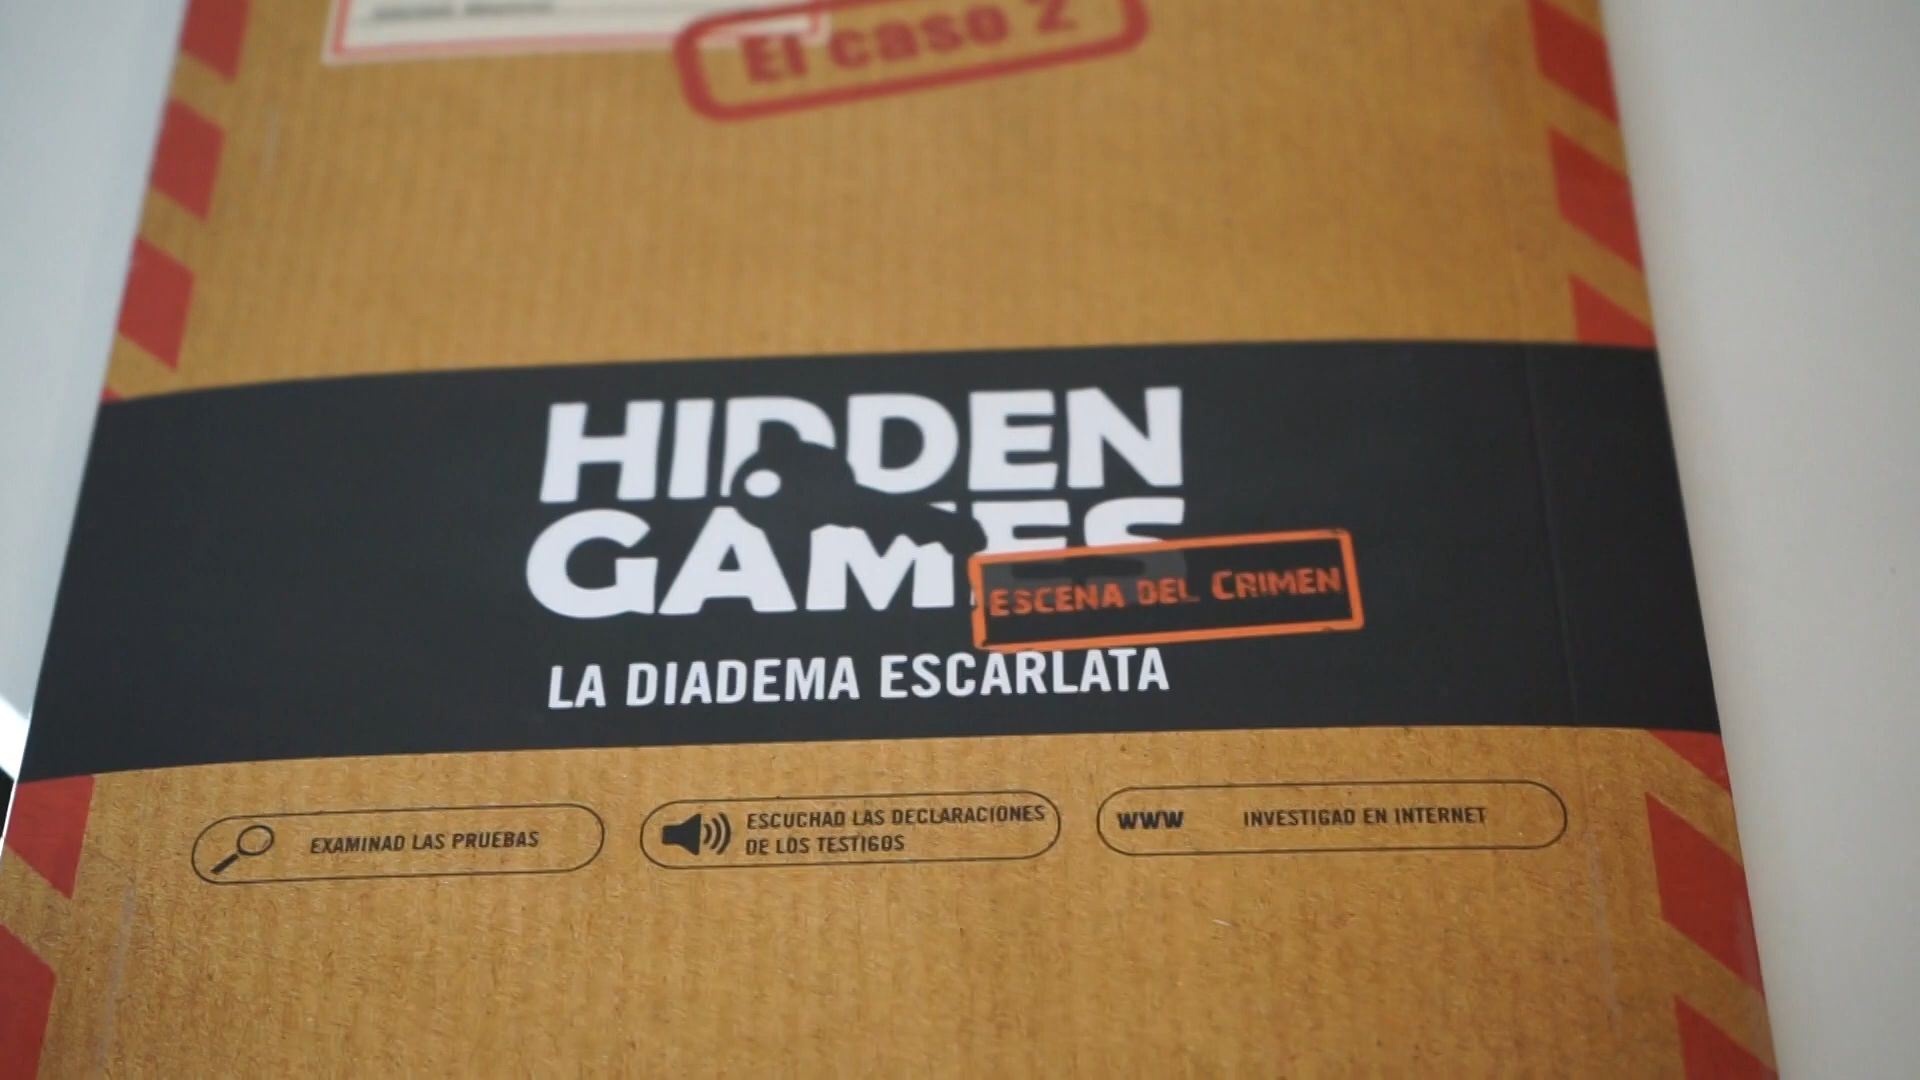 El caso 2
HIDDEN
GAMES
ESCENA DEL CRIMEN
LA DIADEMA ESCARLATA
EXAMINAD LAS PRUEBAS
ESCUCHAD LAS DECLARACIONES
DE LOS TESTIGOS
WWW INVESTIGAD EN INTERNET